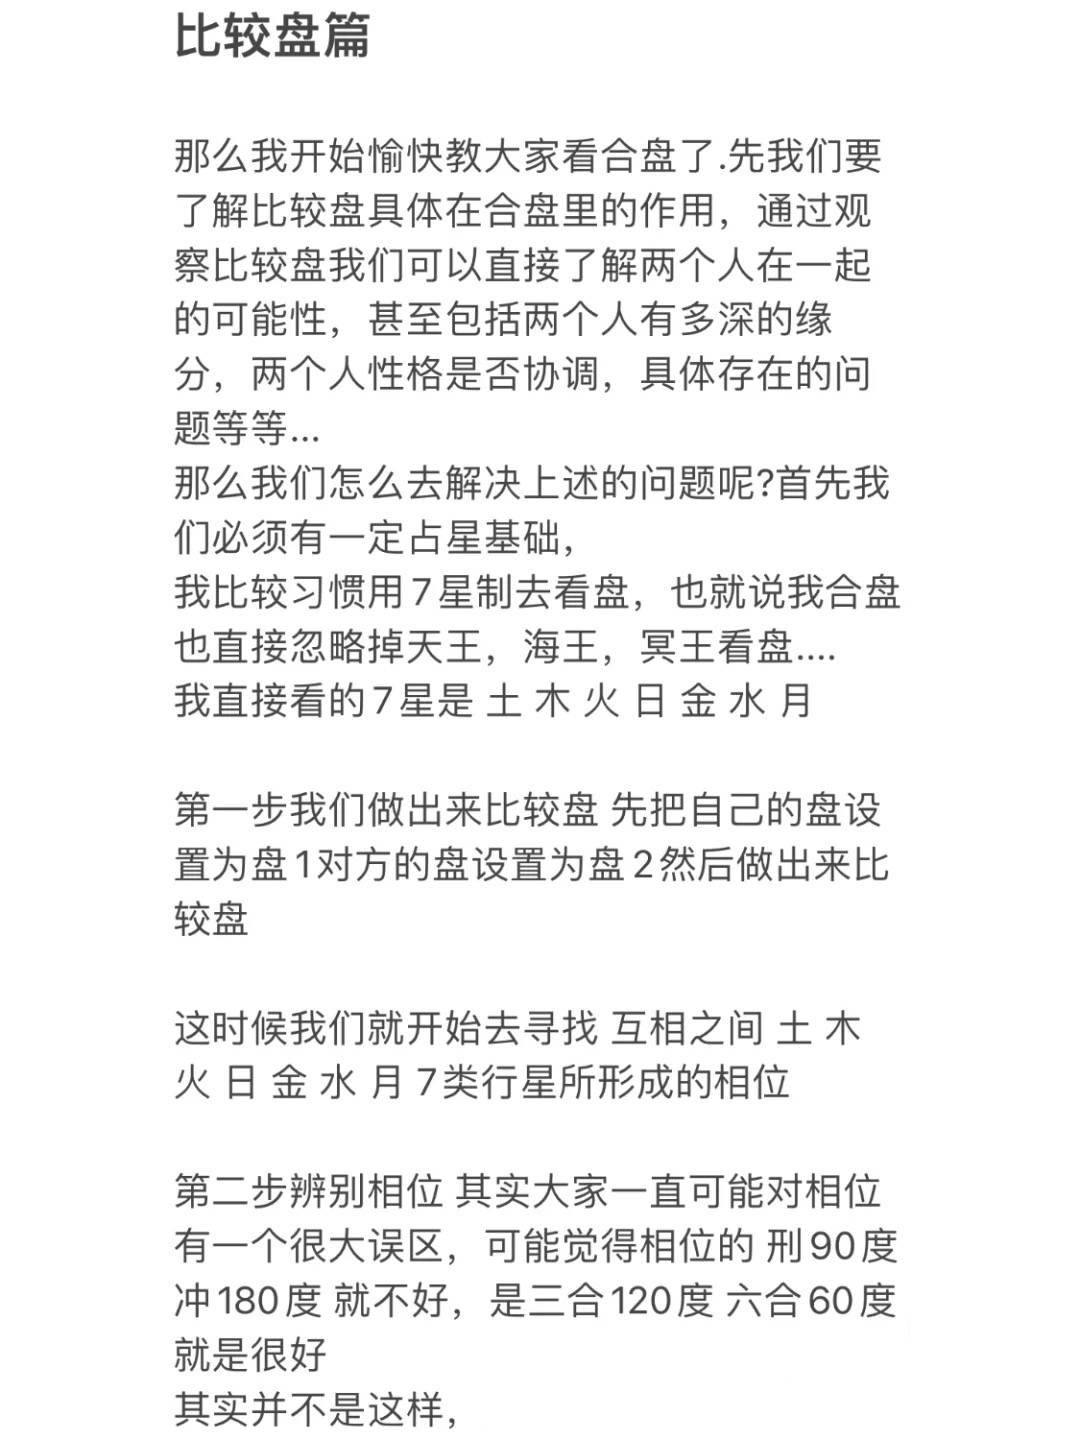 比较盘篇
那么我开始愉快教大家看合盘了.先我们要
了解比较盘具体在合盘里的作用，通过观
察比较盘我们可以直接了解两个人在一起
的可能性，甚至包括两个人有多深的缘
分，两个人性格是否协调，具体存在的问
题等等...
那么我们怎么去解决上述的问题呢?首先我
们必须有一定占星基础，
我比较习惯用7星制去看盘，也就说我合盘
也直接忽略掉天王，海王，冥王看盘....
我直接看的7星是 土 木 火 日 金 水 月
第一步我们做出来比较盘 先把自己的盘设
置为盘1对方的盘设置为盘2然后做出来比
较盘
这时候我们就开始去寻找 互相之间 土 木
火 日 金 水 月 7类行星所形成的相位
第二步辨别相位 其实大家一直可能对相位
有一个很大误区，可能觉得相位的 刑90度
冲180度 就不好，是三合120度 六合60度
就是很好
其实并不是这样，